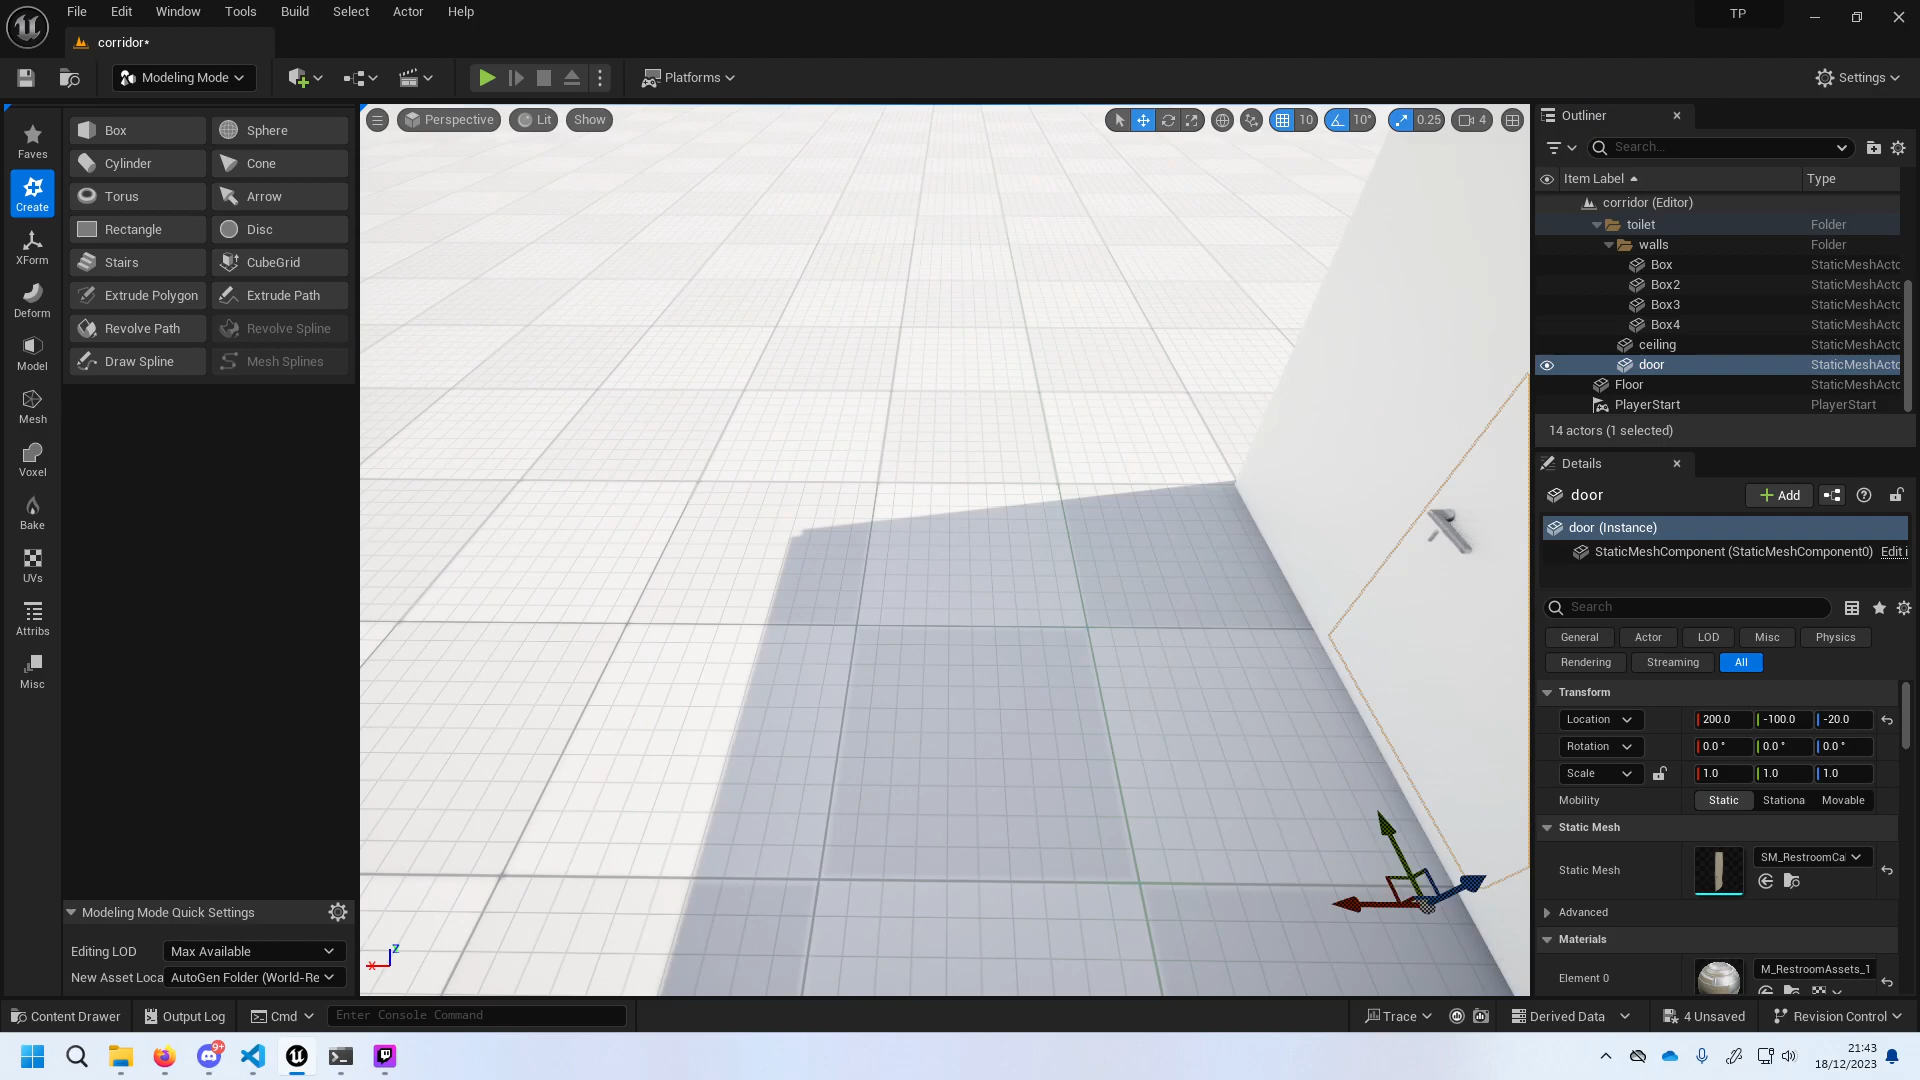 File Edit Window Tools Build Select Actor Help
TP
corridor*
Modeling Mode
Platforms
Settings
Faves
Create
XForm
Deform
Model
Mesh
Voxel
Bake
UVs
Attribs
Misc
Box Sphere
Cylinder Cone
Torus Arrow
Rectangle Disc
Stairs CubeGrid
Extrude Polygon Extrude Path
Revolve Path Revolve Spline
Draw Spline Mesh Splines
Modeling Mode Quick Settings
Editing LOD Max Available
New Asset Loca AutoGen Folder (World-Re
Perspective Lit Show
10 10° 0.25 4
X Z
Outliner
Search...
Item Label Type
corridor (Editor)
toilet Folder
walls Folder
Box StaticMeshActo
Box2 StaticMeshActo
Box3 StaticMeshActo
Box4 StaticMeshActo
ceiling StaticMeshActo
door StaticMeshActo
Floor StaticMeshActo
PlayerStart PlayerStart
14 actors (1 selected)
Details
door
Add
door (Instance)
StaticMeshComponent (StaticMeshComponent0) Edit i
Search
General Actor LOD Misc Physics
Rendering Streaming All
Transform
Location 200.0 -100.0 -20.0
Rotation 0.0 ° 0.0 ° 0.0 °
Scale 1.0 1.0 1.0
Mobility Static Stationa Movable
Static Mesh
Static Mesh SM_RestroomCa
Advanced
Materials
Element 0 M_RestroomAssets_1
Content Drawer Output Log Cmd Enter Console Command
Trace Derived Data 4 Unsaved Revision Control
9+
21:43
18/12/2023